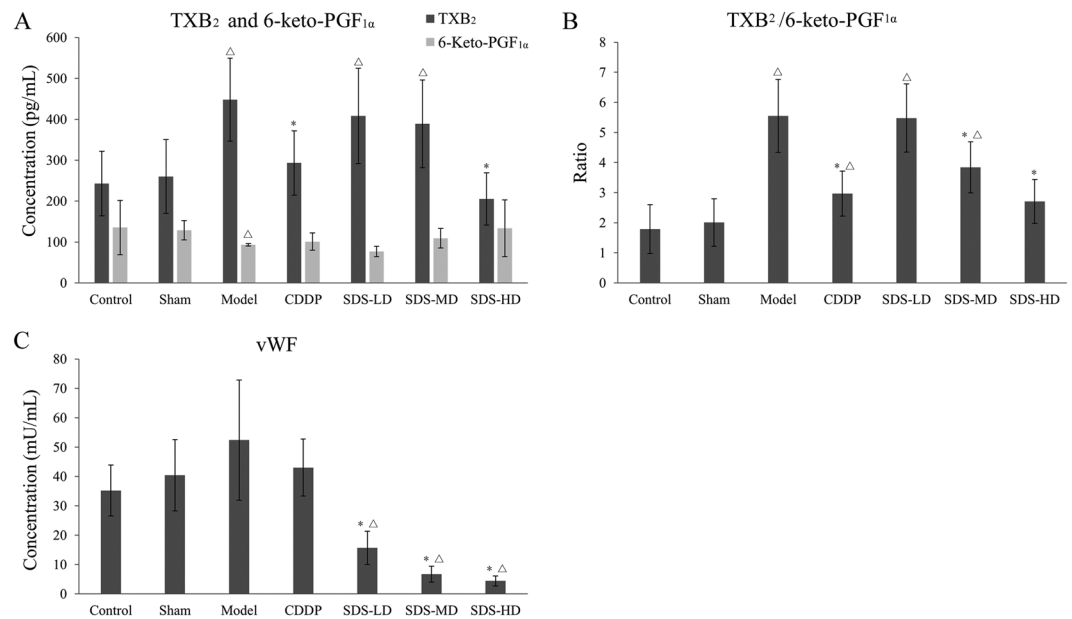 A
TXB₂ and 6-keto-PGF₁α
TXB₂
6-Keto-PGF₁α
Concentration (pg/mL)
600
500
400
300
200
100
0
△
△
*
△
△
*
Control Sham Model CDDP SDS-LD SDS-MD SDS-HD
B
TXB²/6-keto-PGF₁α
Ratio
8
7
6
5
4
3
2
1
0
△
* △
△
* △
*
Control Sham Model CDDP SDS-LD SDS-MD SDS-HD
C
vWF
Concentration (mU/mL)
80
70
60
50
40
30
20
10
0
* △
* △
* △
Control Sham Model CDDP SDS-LD SDS-MD SDS-HD